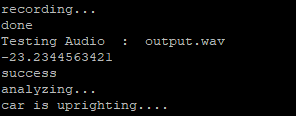 recording...
done
Testing Audio  :  output.wav
-23.2344563421
success
analyzing...
car is uprighting....